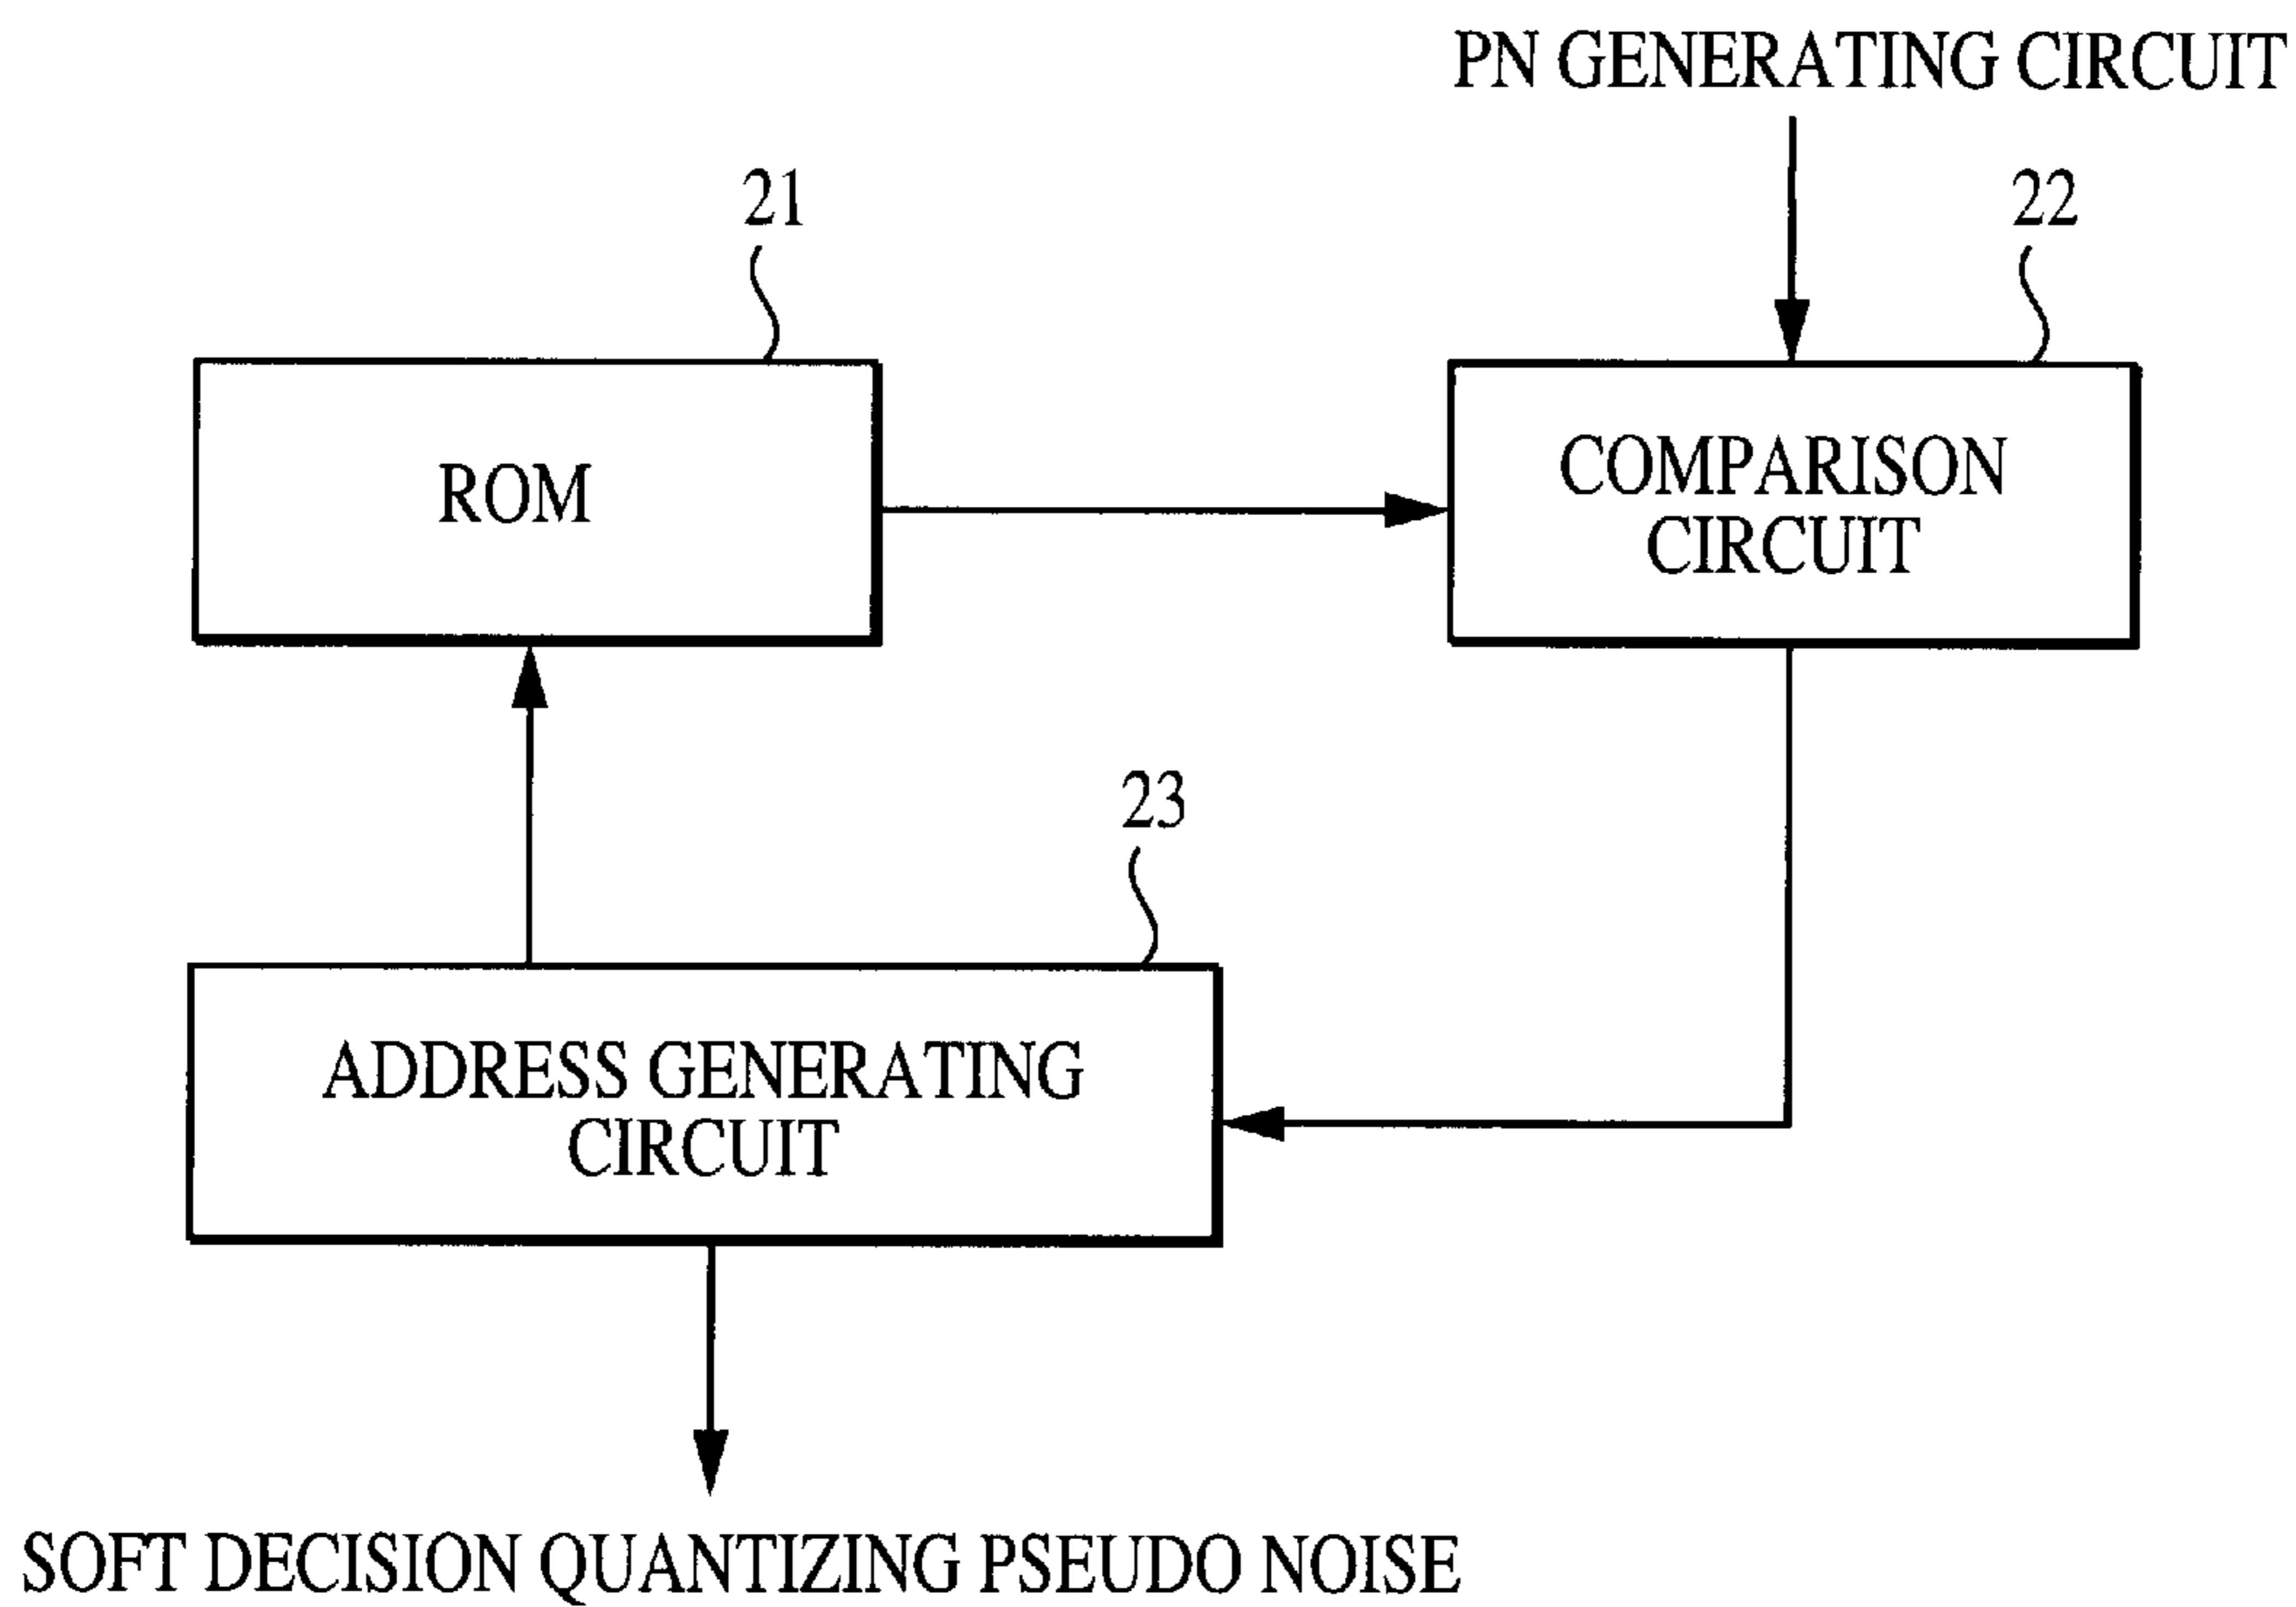 PN GENERATING CIRCUIT
21
22
ROM
COMPARISON
CIRCUIT
23
ADDRESS GENERATING
CIRCUIT
SOFT DECISION QUANTIZING PSEUDO NOISE